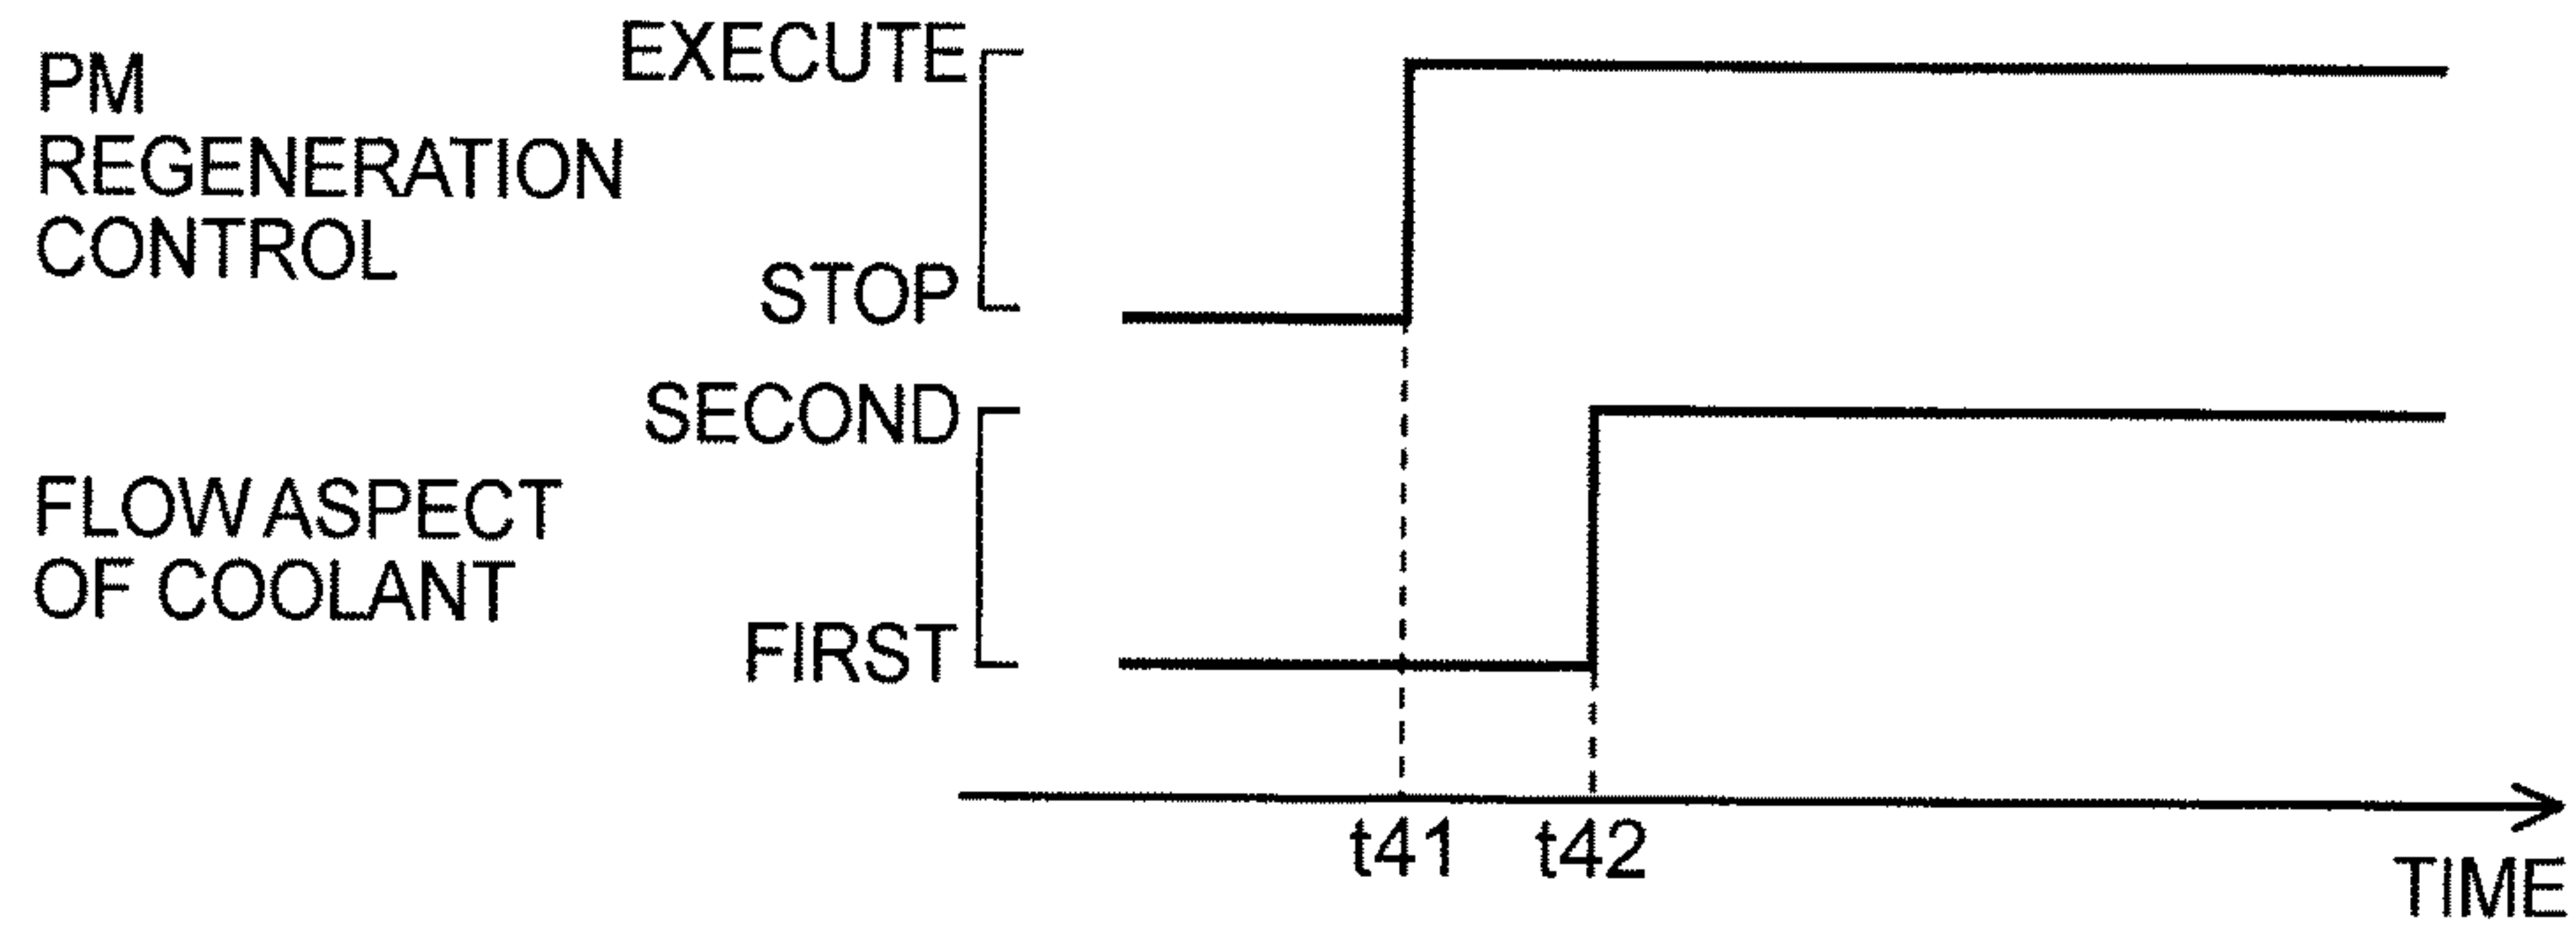 PM
REGENERATION
CONTROL
EXECUTE
STOP
FLOW ASPECT
OF COOLANT
SECOND
FIRST
t41
t42
TIME